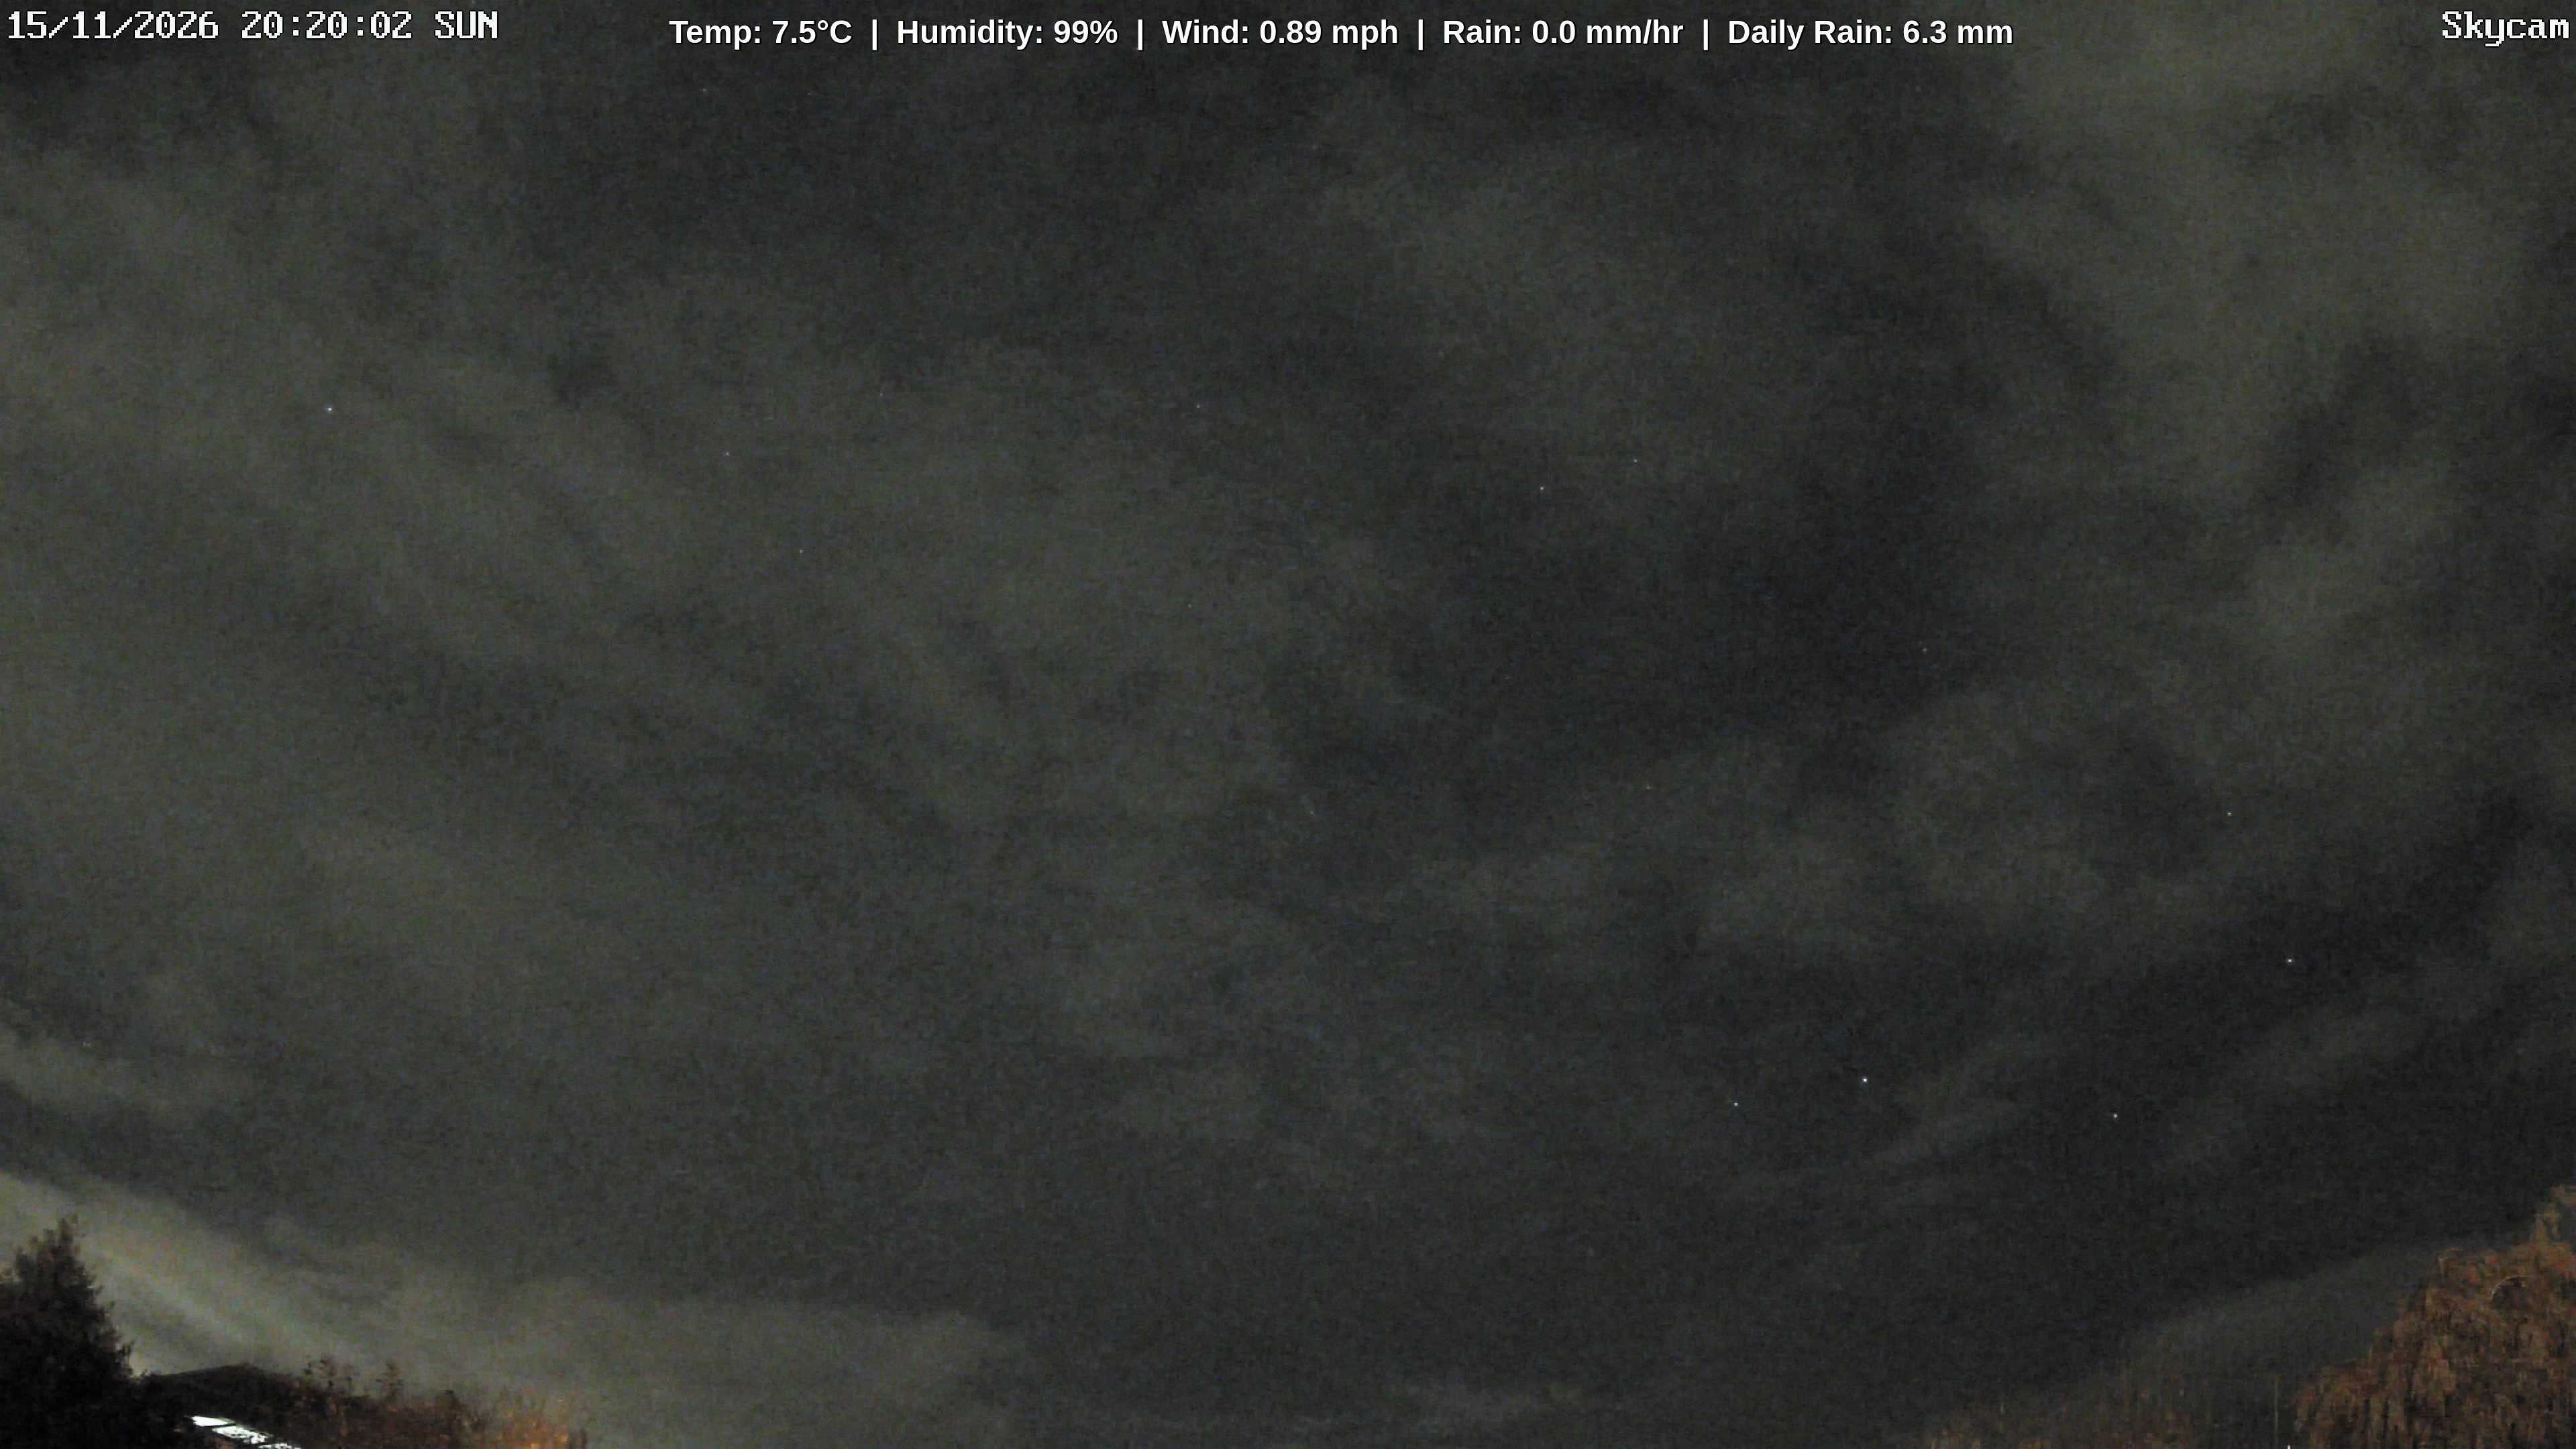 15/11/2026 20:20:02 SUN
Temp: 7.5°C | Humidity: 99% | Wind: 0.89 mph | Rain: 0.0 mm/hr | Daily Rain: 6.3 mm
Skycam